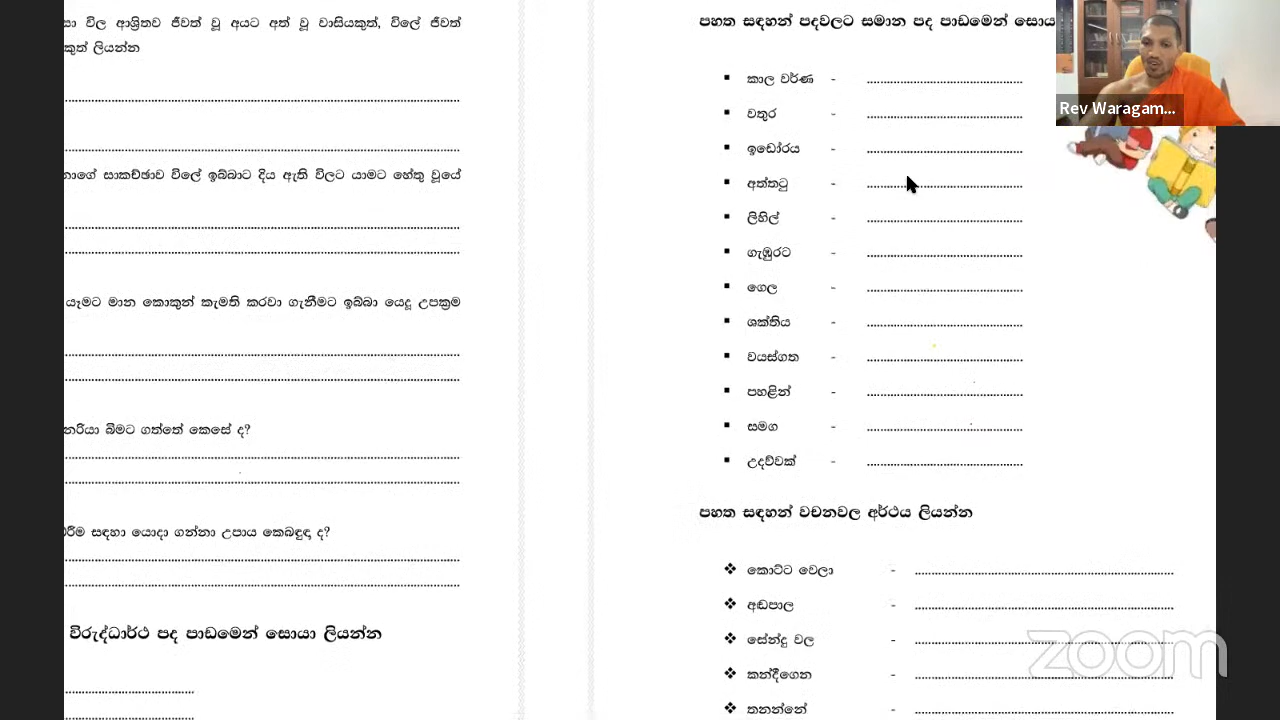 සා විල ආශ්‍රිතව ජීවත් වූ අයට අත් වූ වාසියකුත්, විලේ ජීවත්
කුත් ලියන්න
නාගේ සාකච්ඡාව විලේ ඉබ්බාට දිය ඇති විලට යාමට හේතු වූයේ
යෑමට මාන කොකුන් කැමති කරවා ගැනීමට ඉබ්බා යෙදූ උපක්‍රම
නරියා බිමට ගත්තේ කෙසේ ද?
සඳහා යොදා ගන්නා උපාය කෙබඳුද ද?
විරුද්ධාර්ථ පද පාඩමෙන් සොයා ලියන්න
පහත සඳහන් පදවලට සමාන පද පාඩමෙන් සොයා
▪ කාල වර්ණ - ........................................
▪ වතුර - ........................................
▪ ඉඩෝරය - ........................................
▪ අත්තටු - ........................................
▪ ලිහිල් - ........................................
▪ ගැඹුරට - ........................................
▪ ගෙල - ........................................
▪ ශක්තිය - ........................................
▪ වයස්ගත - ........................................
▪ පහළින් - ........................................
▪ සමග - ........................................
▪ උදව්වක් - ........................................
පහත සඳහන් වචනවල අර්ථය ලියන්න
❖ කොට්ට වෙලා - ........................................
❖ අඬපාල - ........................................
❖ සේන්දු වල - ........................................
❖ කන්දීගෙන - ........................................
❖ තනන්නේ - ........................................
Rev Waragam...
zoom